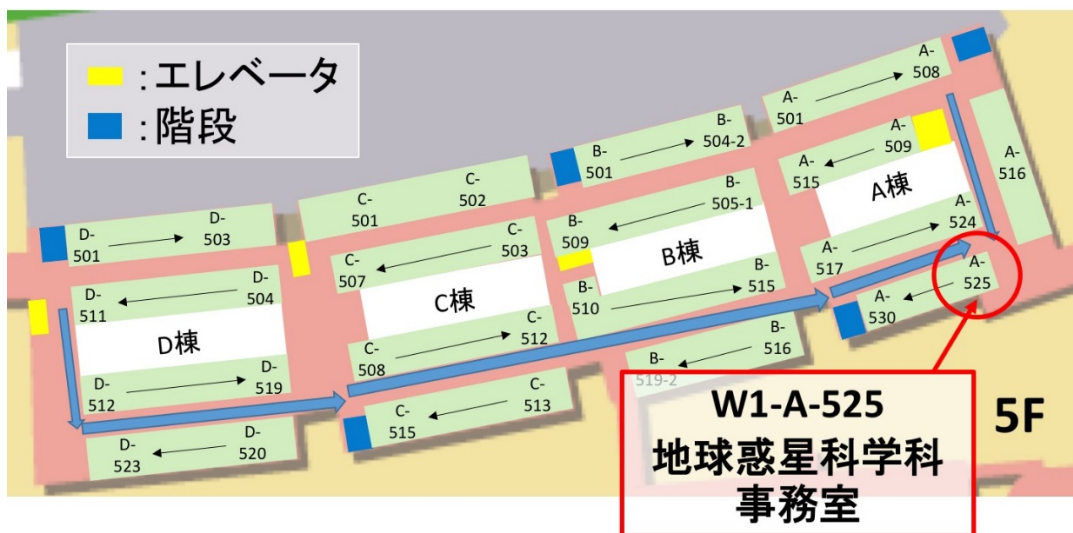 :エレベータ
:階段
A-
508
A-
501
B-
504-2
B-
501
A-
509
A-
515
A-
516
A棟
C-
502
C-
501
B-
505-1
B-
509
A-
524
A-
517
D-
503
D-
501
C-
503
C-
507
B棟
A-
525
A-
530
D-
504
D-
511
C棟
B-
515
B-
510
D棟
C-
512
C-
508
B-
516
B-
519-2
D-
519
D-
512
C-
513
C-
515
D-
520
D-
523
5F
W1-A-525
地球惑星科学科
事務室